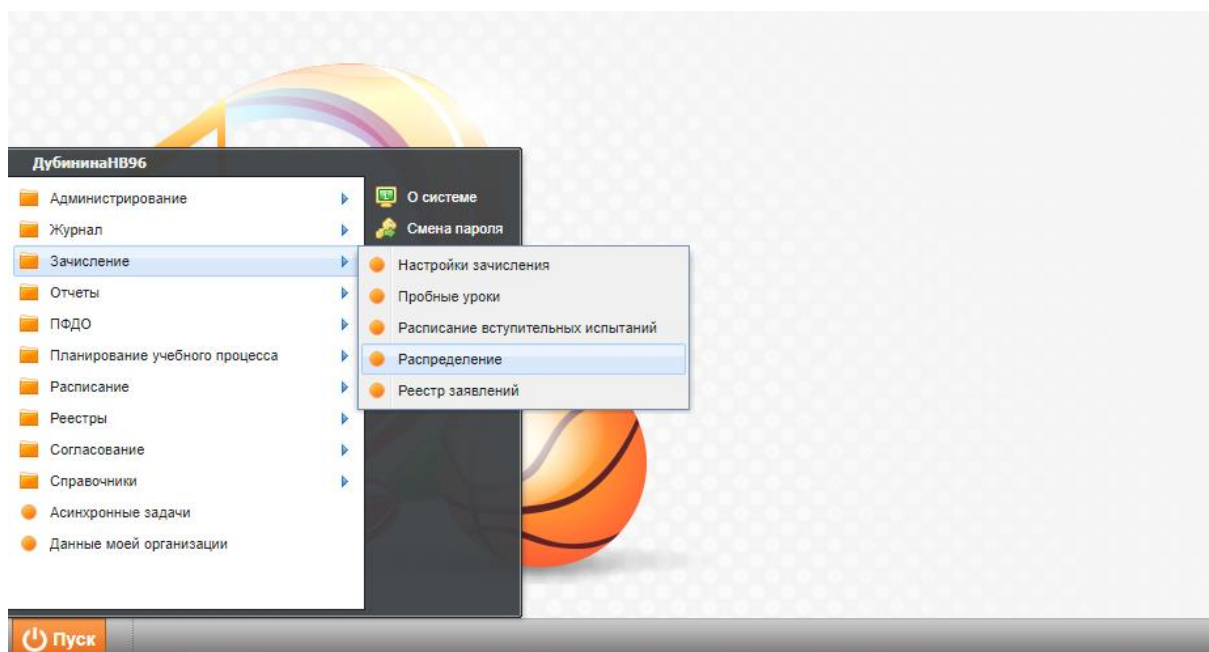 ДубининаНВ96
Администрирование
Журнал
Зачисление
Отчеты
ПФДО
Планирование учебного процесса
Расписание
Реестры
Согласование
Справочники
Асинхронные задачи
Данные моей организации
О системе
Смена пароля
Настройки зачисления
Пробные уроки
Расписание вступительных испытаний
Распределение
Реестр заявлений
Пуск